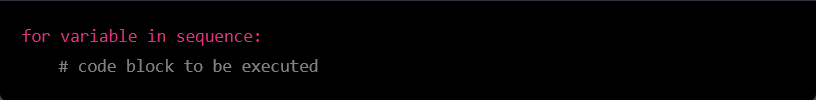 for variable in sequence:
    # code block to be executed